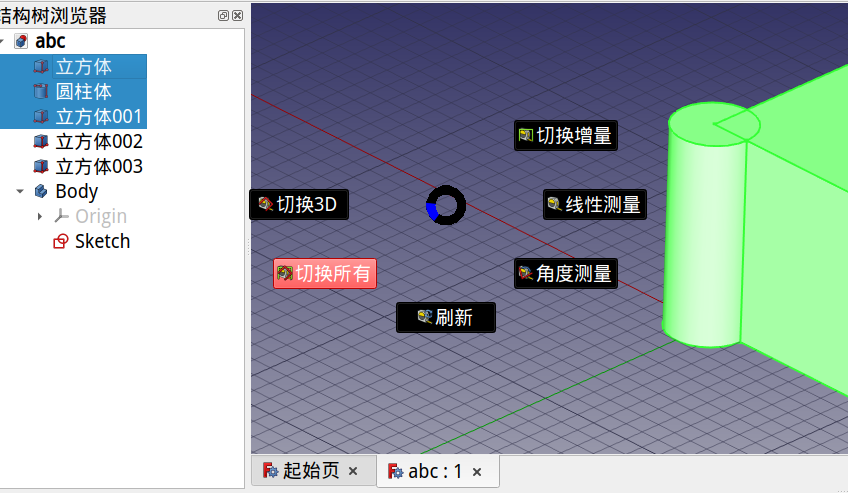 结构树浏览器
abc
立方体
圆柱体
立方体001
立方体002
立方体003
Body
Origin
Sketch
切换增量
切换3D
线性测量
切换所有
角度测量
刷新
起始页
abc : 1